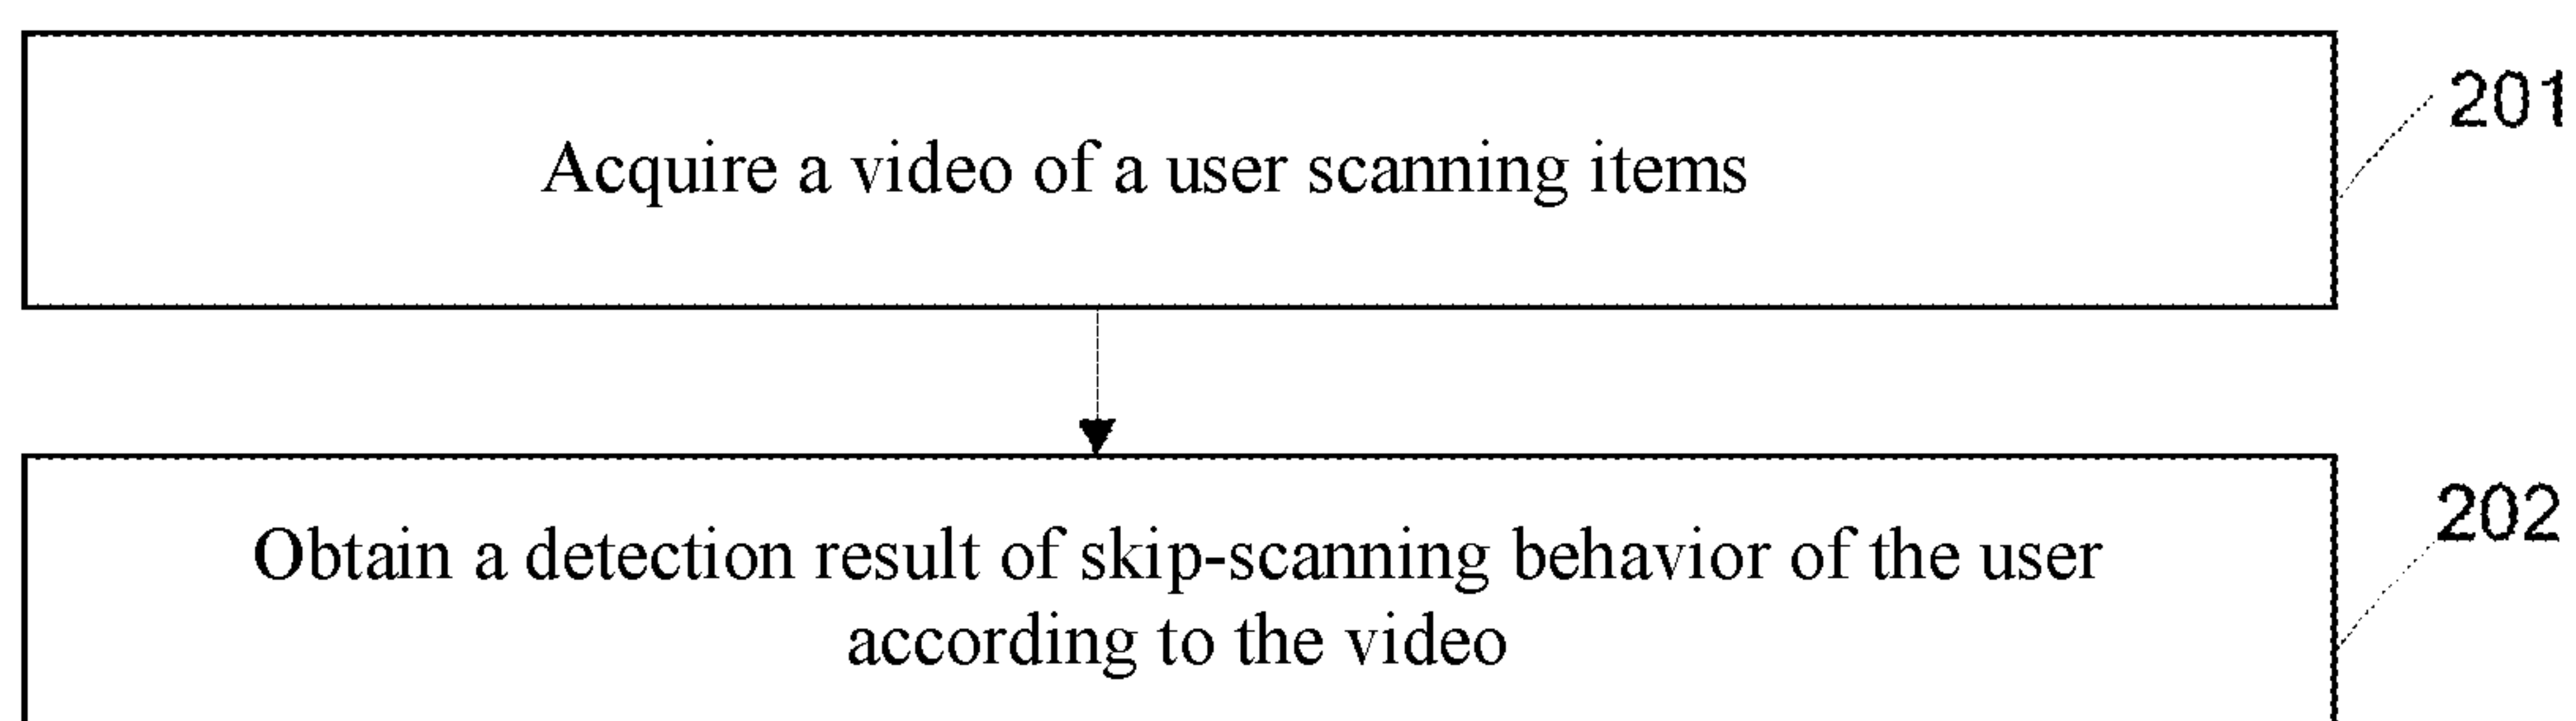 Acquire a video of a user scanning items
201
Obtain a detection result of skip-scanning behavior of the user
according to the video
202